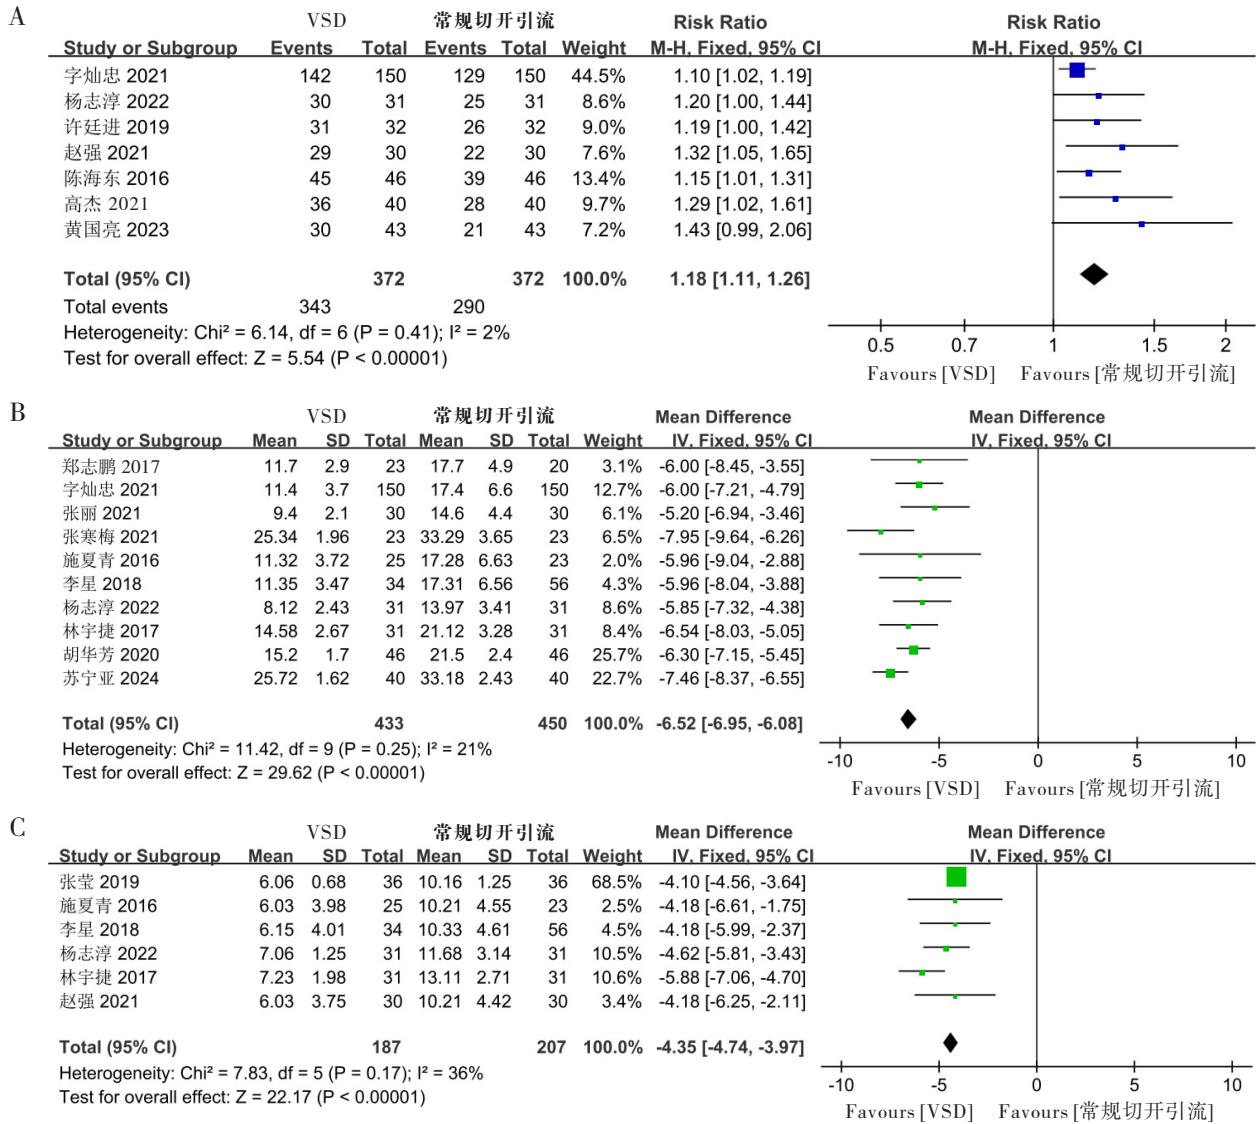 A
VSD 常规切开引流 Risk Ratio Risk Ratio
Study or Subgroup Events Total Events Total Weight M-H, Fixed, 95% CI M-H, Fixed, 95% CI
字灿忠 2021 142 150 129 150 44.5% 1.10 [1.02, 1.19]
杨志淳 2022 30 31 25 31 8.6% 1.20 [1.00, 1.44]
许廷进 2019 31 32 26 32 9.0% 1.19 [1.00, 1.42]
赵强 2021 29 30 22 30 7.6% 1.32 [1.05, 1.65]
陈海东 2016 45 46 39 46 13.4% 1.15 [1.01, 1.31]
高杰 2021 36 40 28 40 9.7% 1.29 [1.02, 1.61]
黄国亮 2023 30 43 21 43 7.2% 1.43 [0.99, 2.06]
Total (95% CI) 372 372 100.0% 1.18 [1.11, 1.26]
Total events 343 290
Heterogeneity: Chi² = 6.14, df = 6 (P = 0.41); I² = 2%
Test for overall effect: Z = 5.54 (P < 0.00001)
0.5 0.7 1 1.5 2
Favours [VSD] Favours [常规切开引流]
B
VSD 常规切开引流 Mean Difference Mean Difference
Study or Subgroup Mean SD Total Mean SD Total Weight IV, Fixed, 95% CI IV, Fixed, 95% CI
郑志鹏 2017 11.7 2.9 23 17.7 4.9 20 3.1% -6.00 [-8.45, -3.55]
字灿忠 2021 11.4 3.7 150 17.4 6.6 150 12.7% -6.00 [-7.21, -4.79]
张丽 2021 9.4 2.1 30 14.6 4.4 30 6.1% -5.20 [-6.94, -3.46]
张寒梅 2021 25.34 1.96 23 33.29 3.65 23 6.5% -7.95 [-9.64, -6.26]
施夏青 2016 11.32 3.72 25 17.28 6.63 23 2.0% -5.96 [-9.04, -2.88]
李星 2018 11.35 3.47 34 17.31 6.56 56 4.3% -5.96 [-8.04, -3.88]
杨志淳 2022 8.12 2.43 31 13.97 3.41 31 8.6% -5.85 [-7.32, -4.38]
林宇捷 2017 14.58 2.67 31 21.12 3.28 31 8.4% -6.54 [-8.03, -5.05]
胡华芳 2020 15.2 1.7 46 21.5 2.4 46 25.7% -6.30 [-7.15, -5.45]
苏宁亚 2024 25.72 1.62 40 33.18 2.43 40 22.7% -7.46 [-8.37, -6.55]
Total (95% CI) 433 450 100.0% -6.52 [-6.95, -6.08]
Heterogeneity: Chi² = 11.42, df = 9 (P = 0.25); I² = 21%
Test for overall effect: Z = 29.62 (P < 0.00001)
-10 -5 0 5 10
Favours [VSD] Favours [常规切开引流]
C
VSD 常规切开引流 Mean Difference Mean Difference
Study or Subgroup Mean SD Total Mean SD Total Weight IV, Fixed, 95% CI IV, Fixed, 95% CI
张莹 2019 6.06 0.68 36 10.16 1.25 36 68.5% -4.10 [-4.56, -3.64]
施夏青 2016 6.03 3.98 25 10.21 4.55 23 2.5% -4.18 [-6.61, -1.75]
李星 2018 6.15 4.01 34 10.33 4.61 56 4.5% -4.18 [-5.99, -2.37]
杨志淳 2022 7.06 1.25 31 11.68 3.14 31 10.5% -4.62 [-5.81, -3.43]
林宇捷 2017 7.23 1.98 31 13.11 2.71 31 10.6% -5.88 [-7.06, -4.70]
赵强 2021 6.03 3.75 30 10.21 4.42 30 3.4% -4.18 [-6.25, -2.11]
Total (95% CI) 187 207 100.0% -4.35 [-4.74, -3.97]
Heterogeneity: Chi² = 7.83, df = 5 (P = 0.17); I² = 36%
Test for overall effect: Z = 22.17 (P < 0.00001)
-10 -5 0 5 10
Favours [VSD] Favours [常规切开引流]